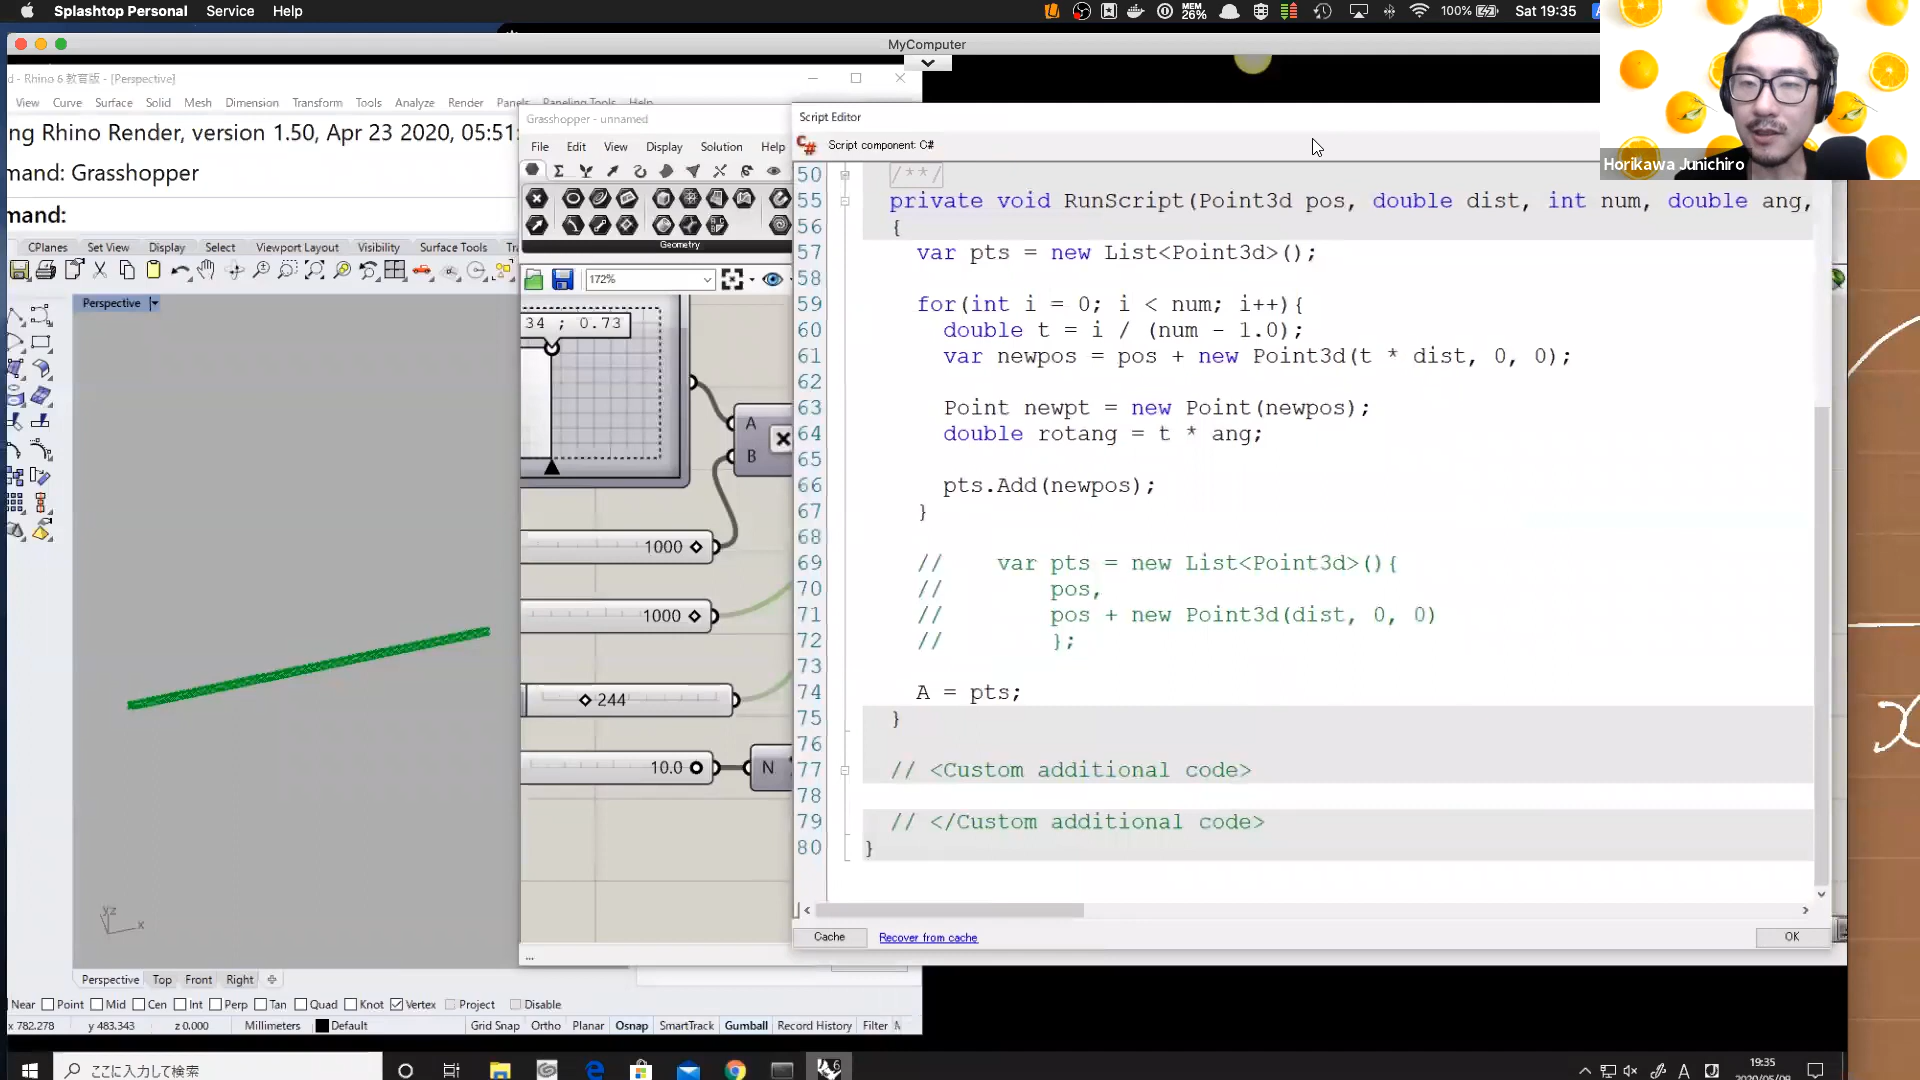 Splashtop Personal Service Help
MEM 26%
100%
Sat 19:35
MyComputer
d - Rhino 6 教育版 - [Perspective]
View Curve Surface Solid Mesh Dimension Transform Tools Analyze Render Panels Paneling Tools Help
ng Rhino Render, version 1.50, Apr 23 2020, 05:51:
mand: Grasshopper
mand:
CPlanes Set View Display Select Viewport Layout Visibility Surface Tools
Perspective
Grasshopper - unnamed
File Edit View Display Solution Help
Geometry
172%
34 ; 0.73
A
B
1000
1000
244
10.0
N
...
Script Editor
Script component: C#
Horikawa Junichiro
50 /**/
55 private void RunScript(Point3d pos, double dist, int num, double ang,
56 {
57 var pts = new List<Point3d>();
58
59 for(int i = 0; i < num; i++){
60 double t = i / (num - 1.0);
61 var newpos = pos + new Point3d(t * dist, 0, 0);
62
63 Point newpt = new Point(newpos);
64 double rotang = t * ang;
65
66 pts.Add(newpos);
67 }
68
69 // var pts = new List<Point3d>(){
70 // pos,
71 // pos + new Point3d(dist, 0, 0)
72 // };
73
74 A = pts;
75 }
76
77 // <Custom additional code>
78
79 // </Custom additional code>
80 }
Cache Recover from cache OK
x
Perspective Top Front Right
Near Point Mid Cen Int Perp Tan Quad Knot Vertex Project Disable
x 782.278 y 483.343 z 0.000 Millimeters Default Grid Snap Ortho Planar Osnap SmartTrack Gumball Record History Filter
ここに入力して検索
A
19:35